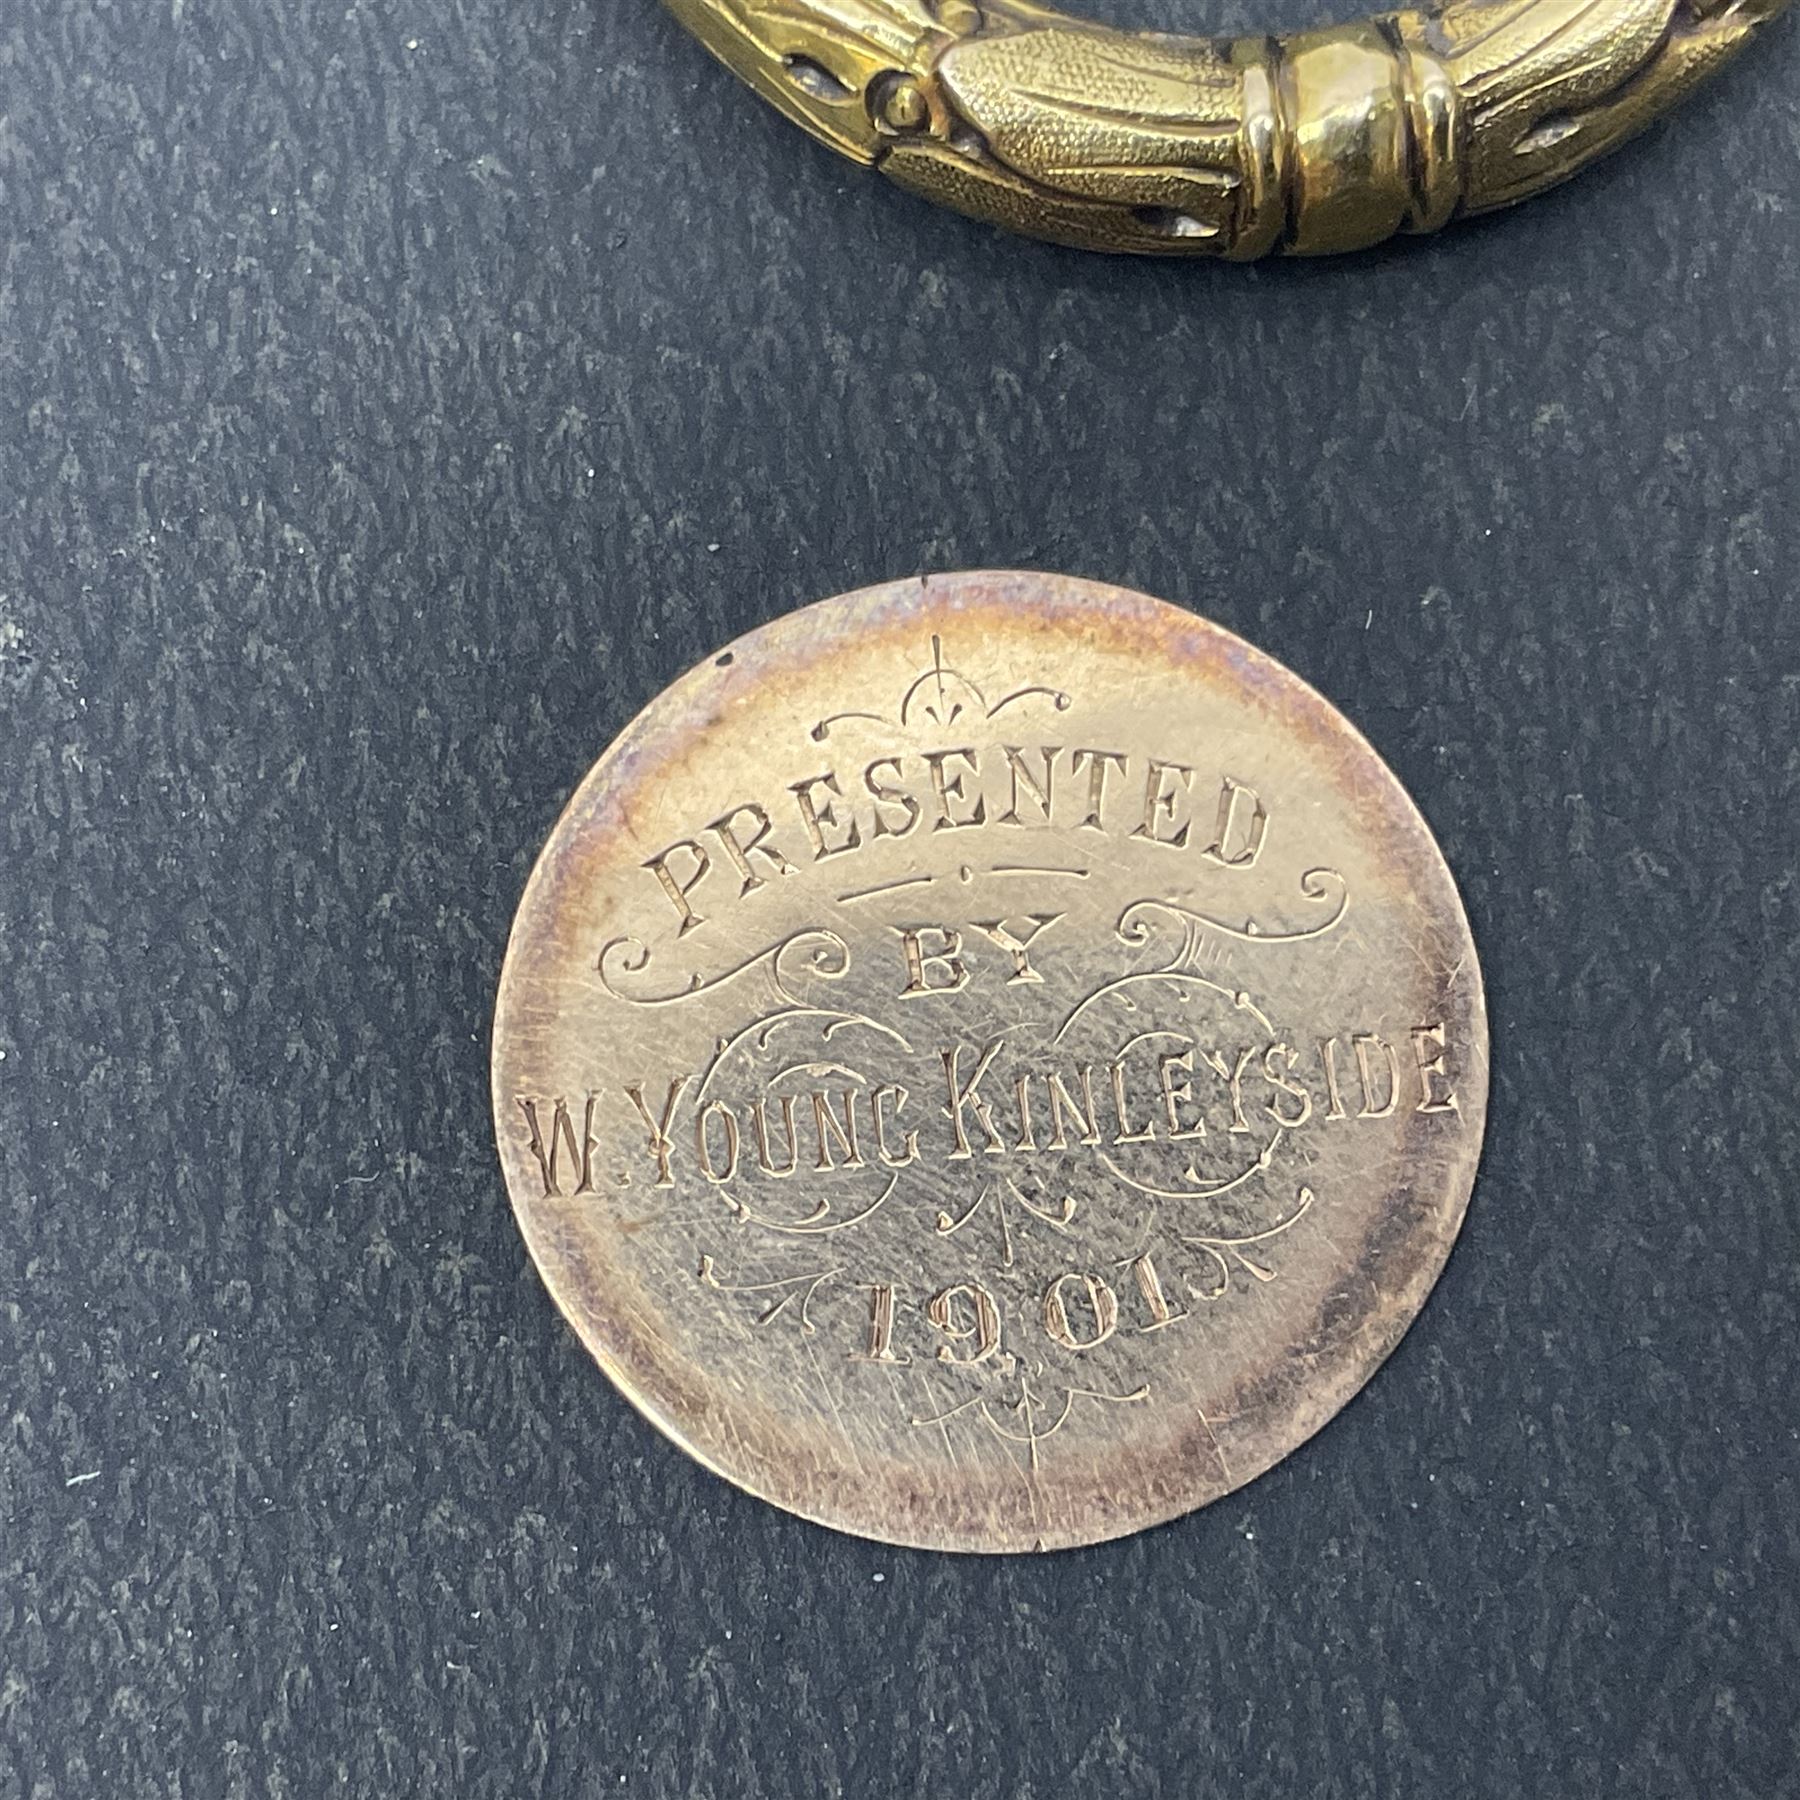 PRESENTED
BY
W. YOUNG KINLEYSIDE
1901